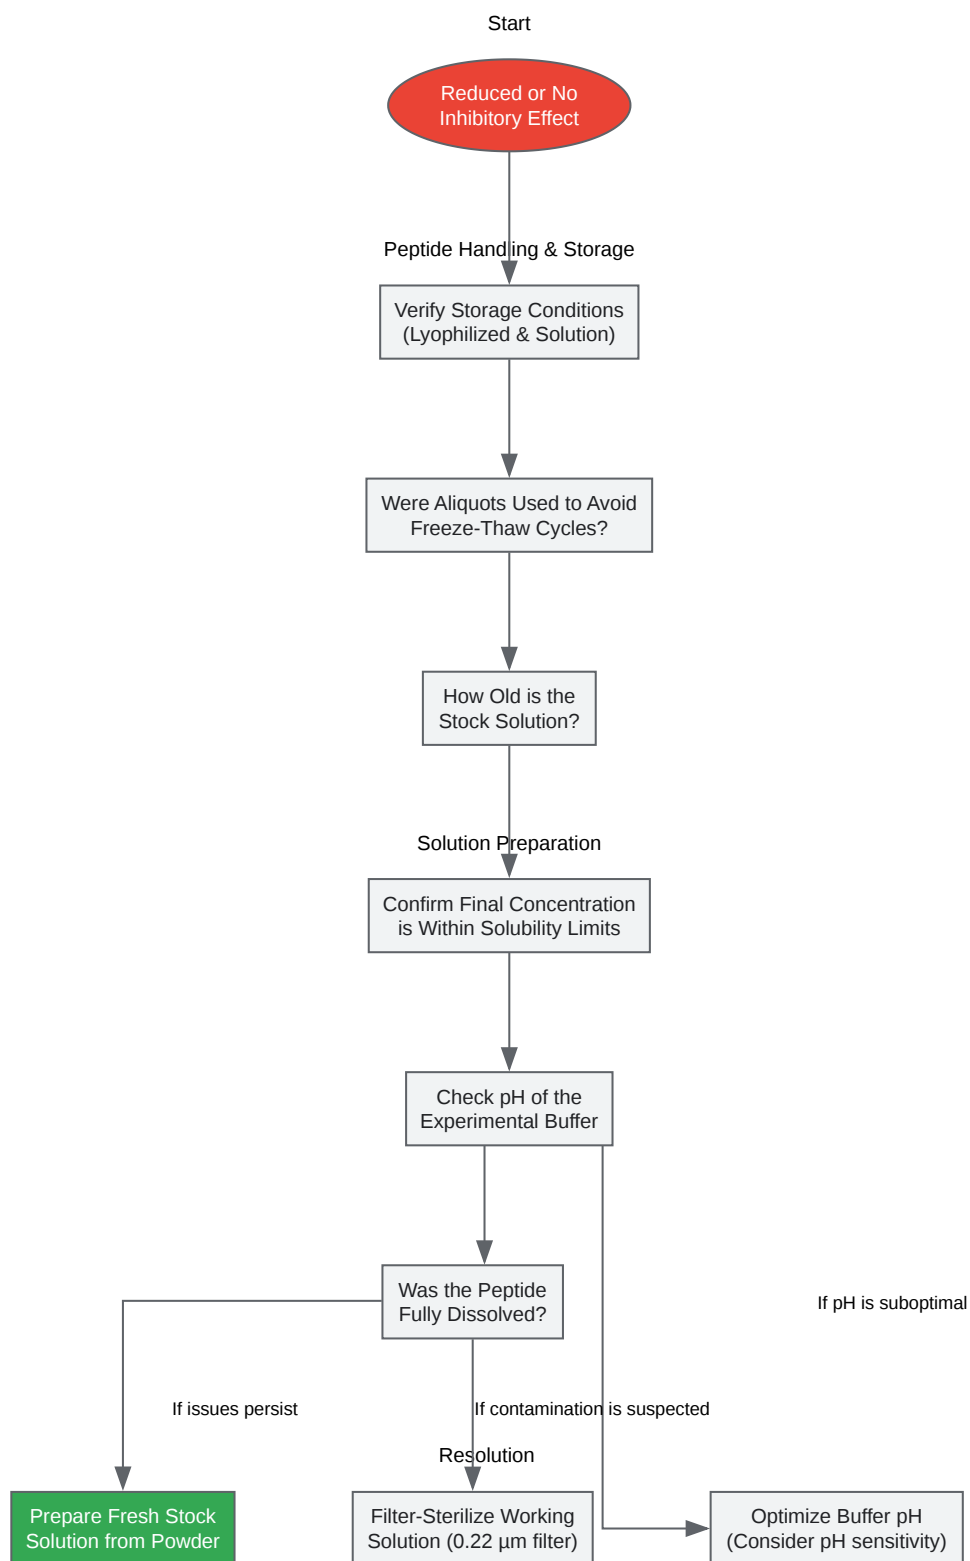 Start
Reduced or No
Inhibitory Effect
Peptide Handling & Storage
Verify Storage Conditions
(Lyophilized & Solution)
Were Aliquots Used to Avoid
Freeze-Thaw Cycles?
How Old is the
Stock Solution?
Solution Preparation
Confirm Final Concentration
is Within Solubility Limits
Check pH of the
Experimental Buffer
Was the Peptide
Fully Dissolved?
If pH is suboptimal
If issues persist
If contamination is suspected
Resolution
Prepare Fresh Stock
Solution from Powder
Filter-Sterilize Working
Solution (0.22 µm filter)
Optimize Buffer pH
(Consider pH sensitivity)